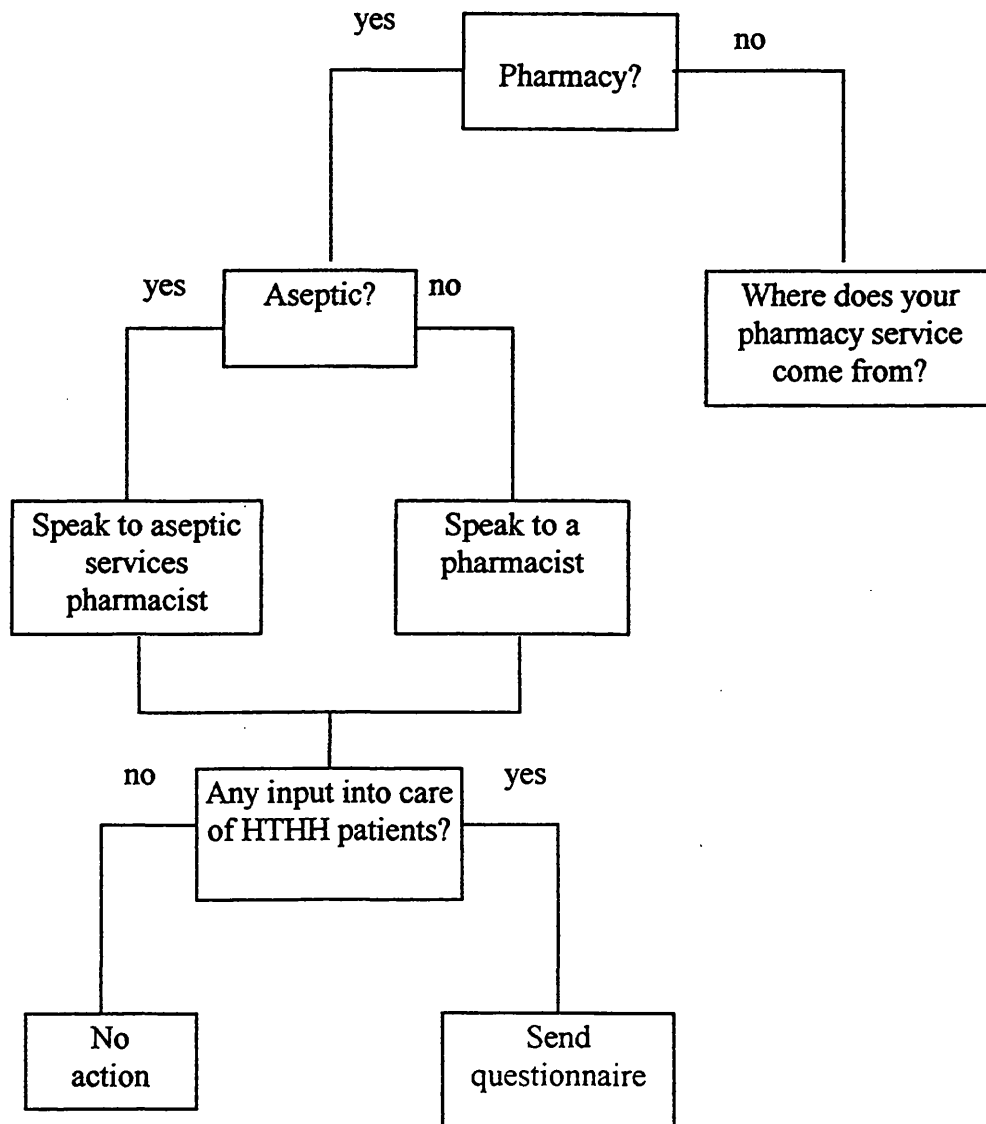 yes
no
Pharmacy?
yes
Aseptic?
no
Where does your
pharmacy service
come from?
Speak to aseptic
services
pharmacist
Speak to a
pharmacist
no
yes
Any input into care
of HTHH patients?
No
action
Send
questionnaire